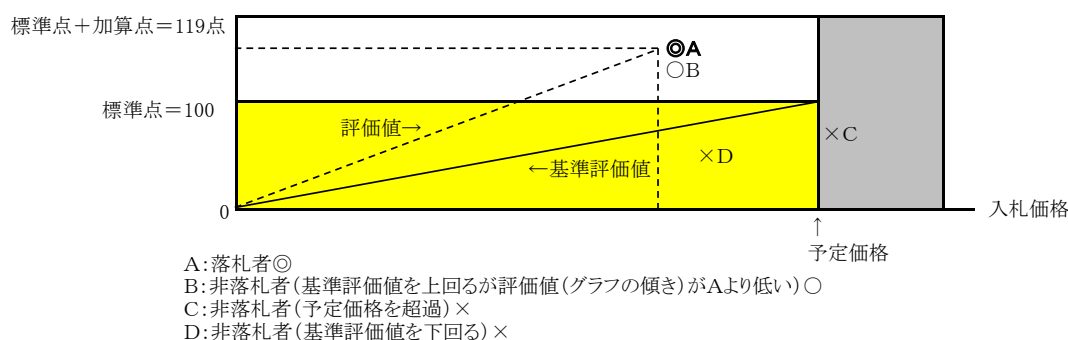 標準点＋加算点＝119点
◎A
○B
標準点＝100
評価値→
×C
×D
←基準評価値
0
入札価格
↑
予定価格
A：落札者◎
B：非落札者（基準評価値を上回るが評価値（グラフの傾き）がAより低い）○
C：非落札者（予定価格を超過）×
D：非落札者（基準評価値を下回る）×